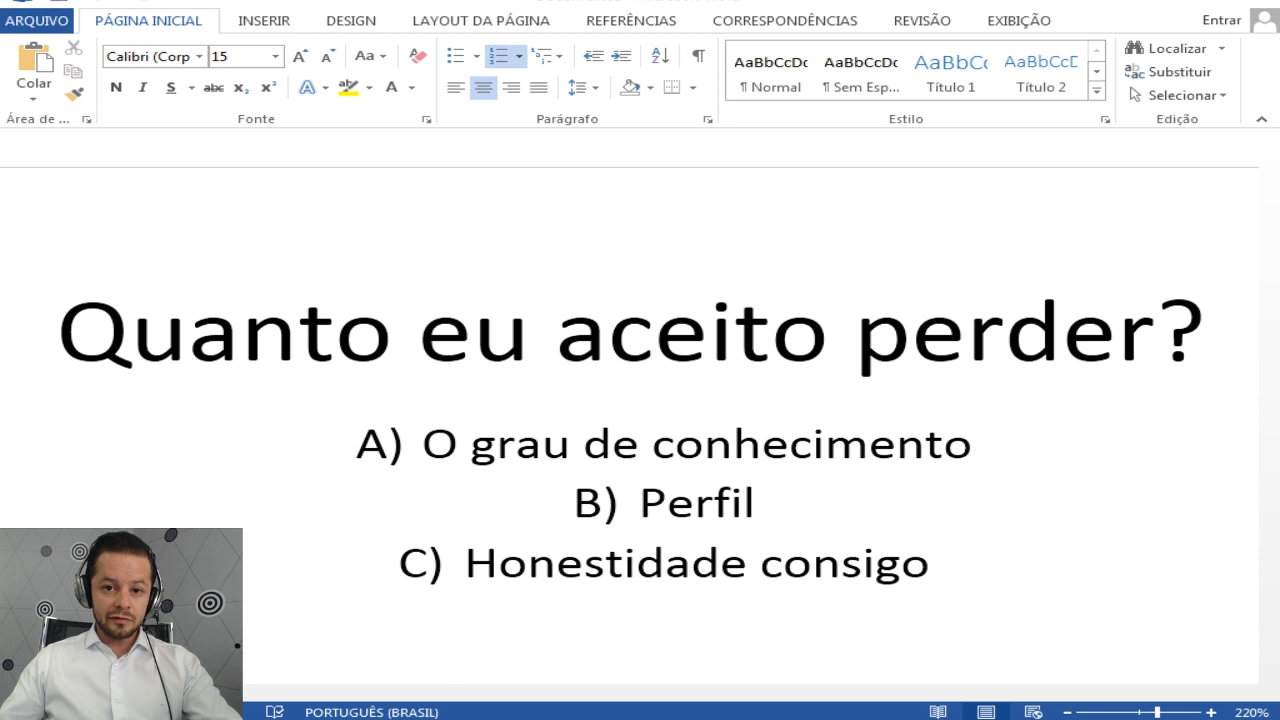 ARQUIVO PÁGINA INICIAL INSERIR DESIGN LAYOUT DA PÁGINA REFERÊNCIAS CORRESPONDÊNCIAS REVISÃO EXIBIÇÃO Entrar
Colar
Área de ...
Calibri (Corp 15
Aa
N I S abc x₂ x² A ab A
Fonte
Parágrafo
AaBbCcDc AaBbCcDc AaBbC( AaBbCcD
¶ Normal ¶ Sem Esp... Título 1 Título 2
Estilo
Localizar
Substituir
Selecionar
Edição
Quanto eu aceito perder?
A) O grau de conhecimento
B) Perfil
C) Honestidade consigo
PORTUGUÊS (BRASIL) 220%